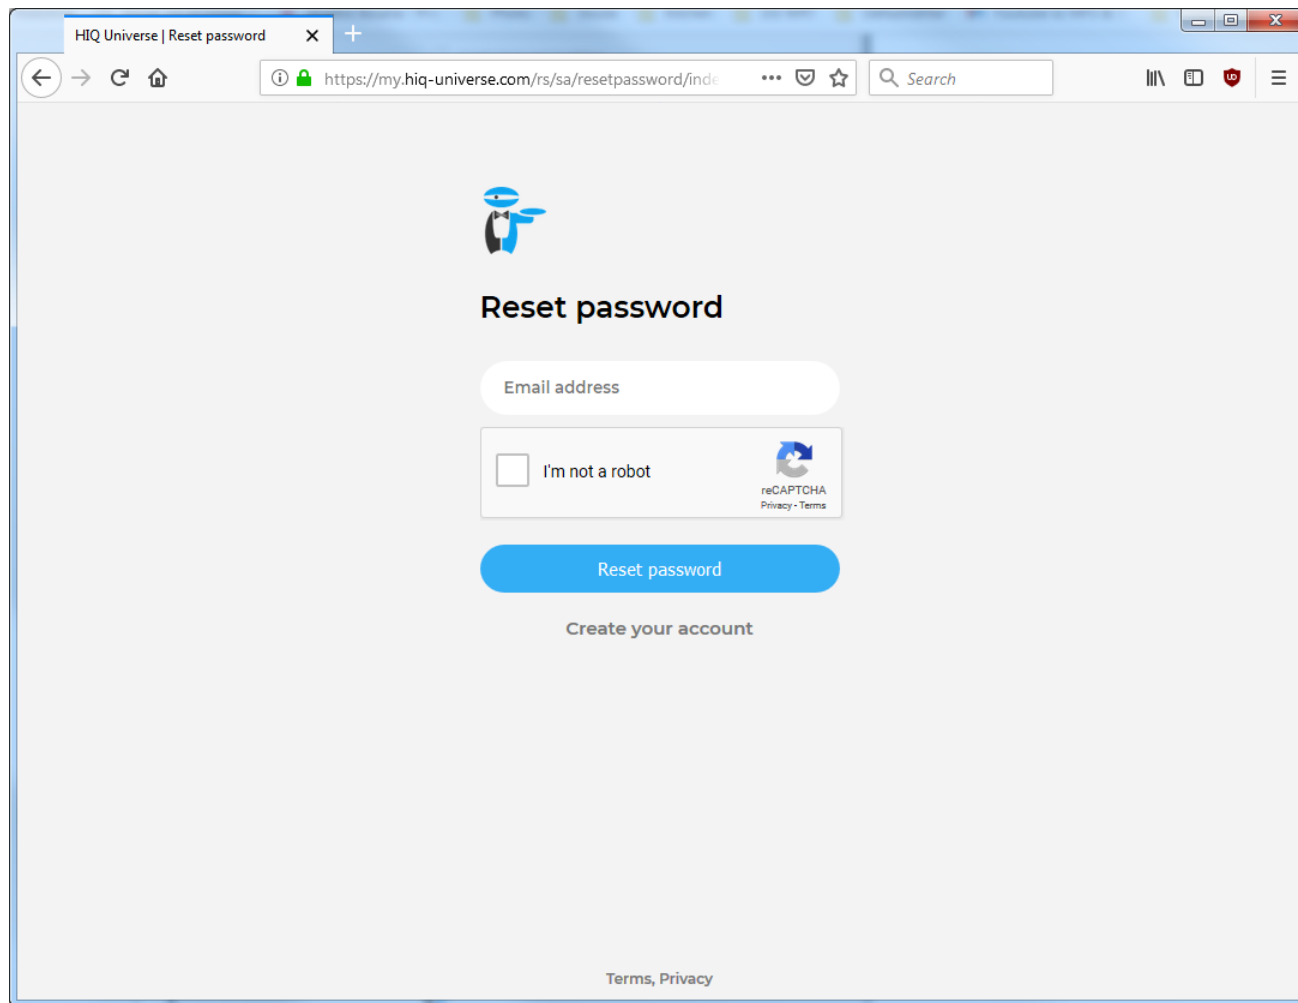 HIQ Universe | Reset password
https://my.hiq-universe.com/rs/sa/resetpassword/inde
Search
Reset password
Email address
I'm not a robot
reCAPTCHA
Privacy - Terms
Reset password
Create your account
Terms, Privacy